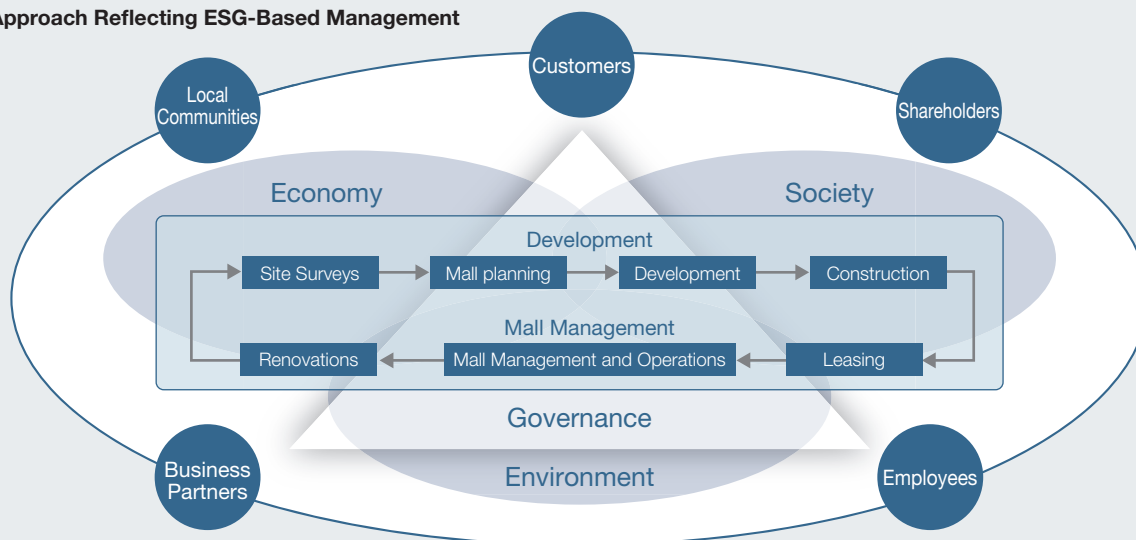 Approach Reflecting ESG-Based Management
Customers
Local
Communities
Shareholders
Economy
Society
Development
Site Surveys
Mall planning
Development
Construction
Mall Management
Renovations
Mall Management and Operations
Leasing
Governance
Environment
Business
Partners
Employees